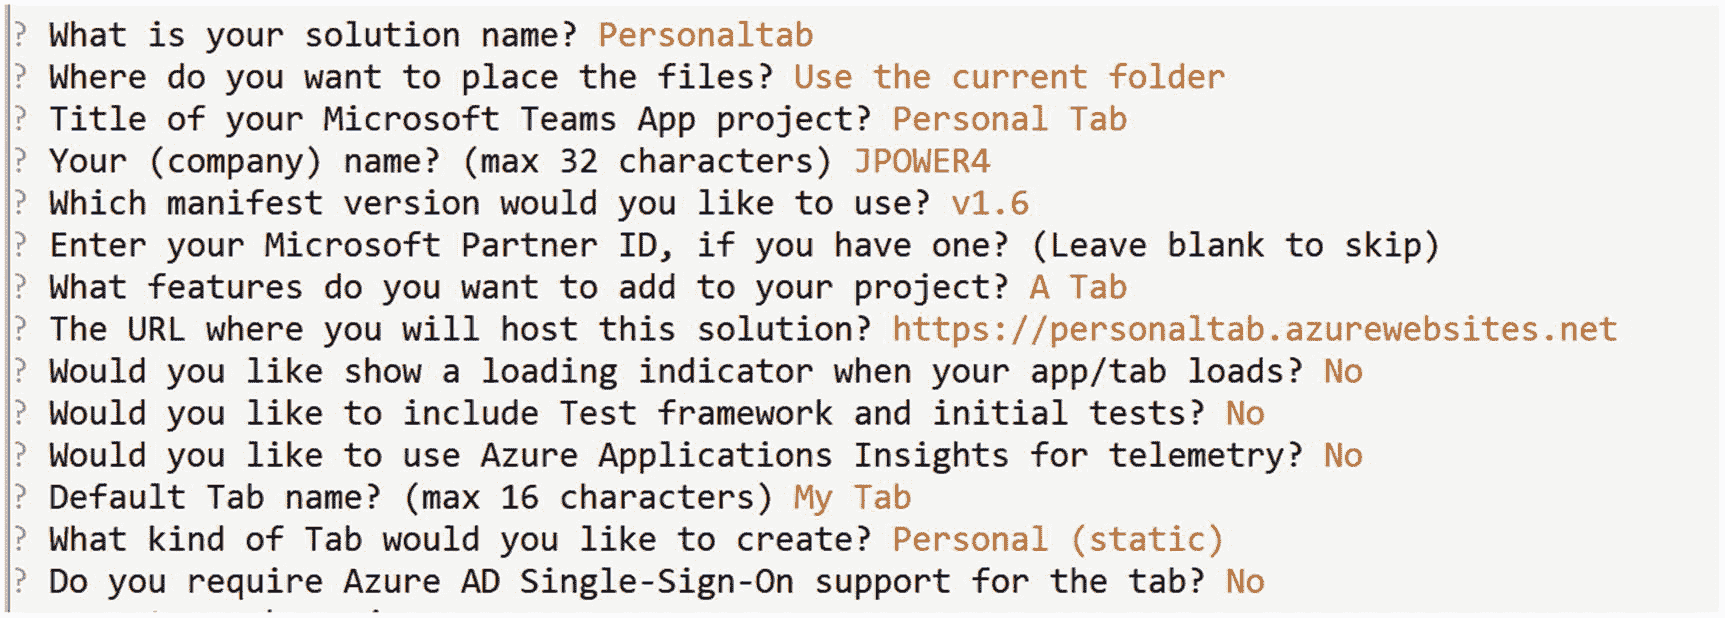 ? What is your solution name? Personaltab
? Where do you want to place the files? Use the current folder
? Title of your Microsoft Teams App project? Personal Tab
? Your (company) name? (max 32 characters) JPOWER4
? Which manifest version would you like to use? v1.6
? Enter your Microsoft Partner ID, if you have one? (Leave blank to skip)
? What features do you want to add to your project? A Tab
? The URL where you will host this solution? https://personaltab.azurewebsites.net
? Would you like show a loading indicator when your app/tab loads? No
? Would you like to include Test framework and initial tests? No
? Would you like to use Azure Applications Insights for telemetry? No
? Default Tab name? (max 16 characters) My Tab
? What kind of Tab would you like to create? Personal (static)
? Do you require Azure AD Single-Sign-On support for the tab? No